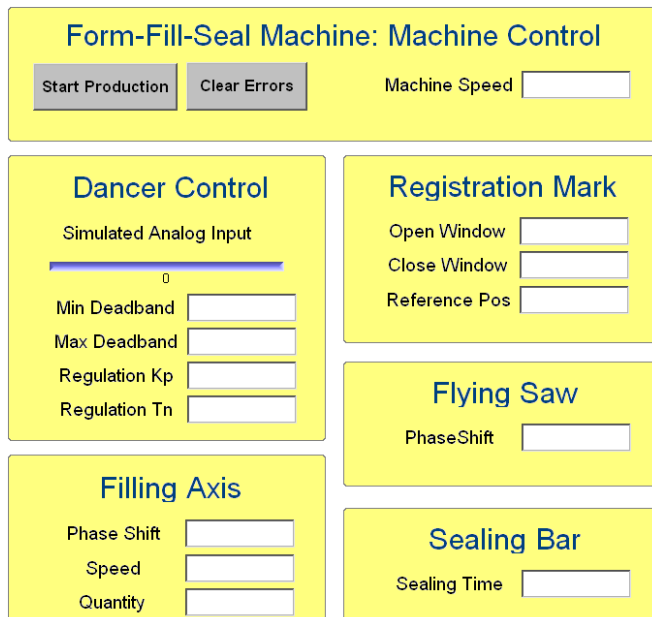 Form-Fill-Seal Machine: Machine Control
Start Production
Clear Errors
Machine Speed
Dancer Control
Simulated Analog Input
0
Min Deadband
Max Deadband
Regulation Kp
Regulation Tn
Registration Mark
Open Window
Close Window
Reference Pos
Flying Saw
PhaseShift
Filling Axis
Phase Shift
Speed
Quantity
Sealing Bar
Sealing Time